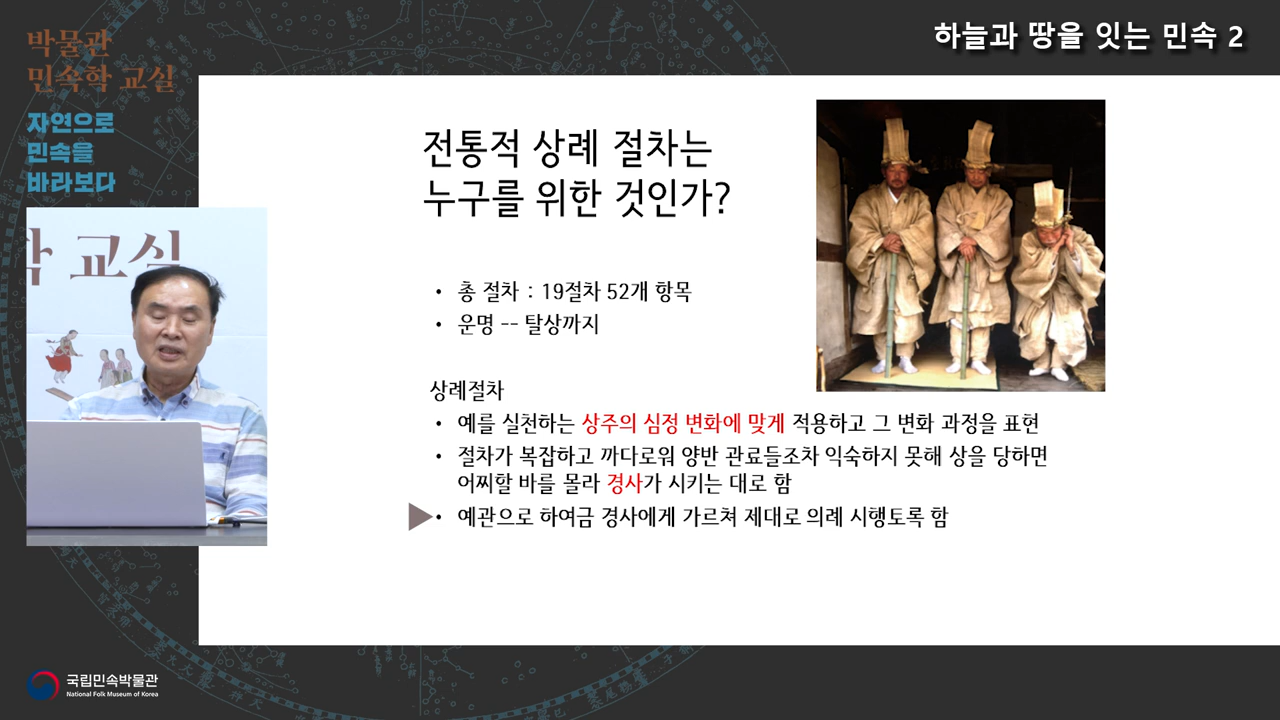 박물관
민속학 교실
자연으로
민속을
바라보다
하늘과 땅을 잇는 민속 2
학 교실
전통적 상례 절차는
누구를 위한 것인가?
• 총 절차 : 19절차 52개 항목
• 운명 -- 탈상까지
상례절차
• 예를 실천하는 상주의 심정 변화에 맞게 적용하고 그 변화 과정을 표현
• 절차가 복잡하고 까다로워 양반 관료들조차 익숙하지 못해 상을 당하면
어찌할 바를 몰라 경사가 시키는 대로 함
• 예관으로 하여금 경사에게 가르쳐 제대로 의례 시행토록 함
국립민속박물관
National Folk Museum of Korea